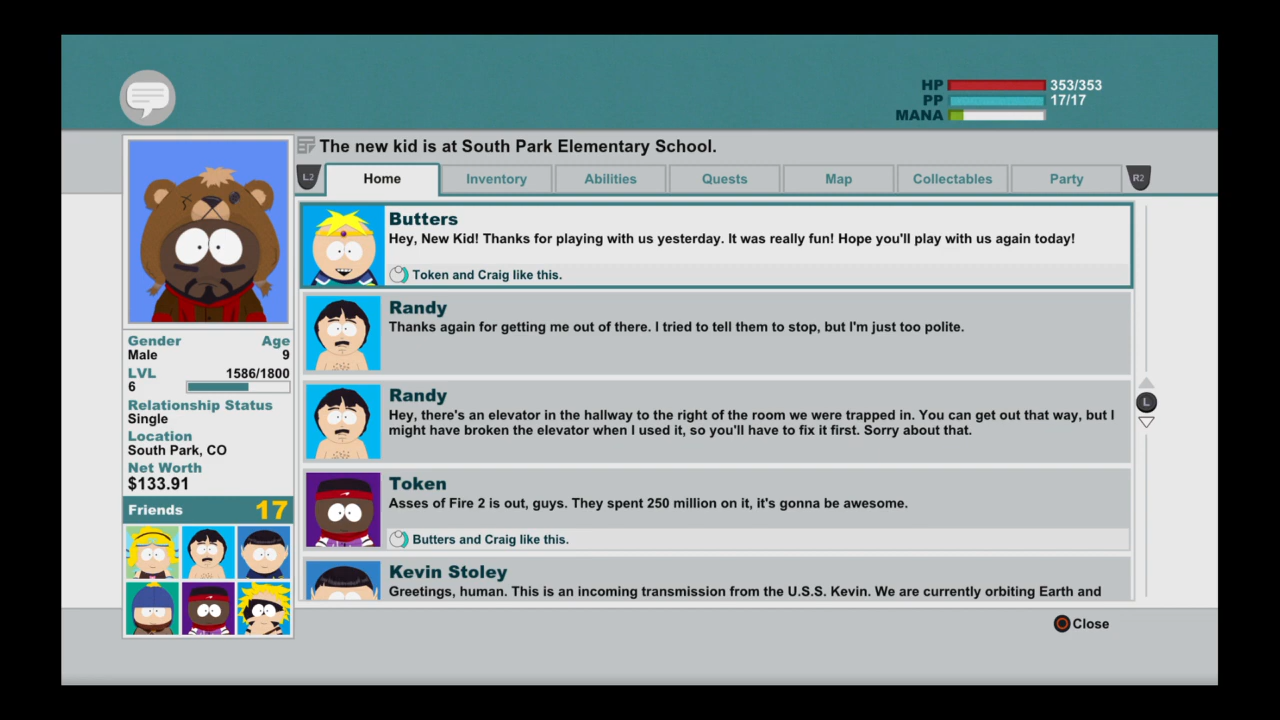 HP 353/353
PP 17/17
MANA
The new kid is at South Park Elementary School.
L2 Home Inventory Abilities Quests Map Collectables Party R2
Gender Age
Male 9
LVL 1586/1800
6
Relationship Status
Single
Location
South Park, CO
Net Worth
$133.91
Friends 17
Butters
Hey, New Kid! Thanks for playing with us yesterday. It was really fun! Hope you'll play with us again today!
Token and Craig like this.
Randy
Thanks again for getting me out of there. I tried to tell them to stop, but I'm just too polite.
Randy
Hey, there's an elevator in the hallway to the right of the room we were trapped in. You can get out that way, but I
might have broken the elevator when I used it, so you'll have to fix it first. Sorry about that.
Token
Asses of Fire 2 is out, guys. They spent 250 million on it, it's gonna be awesome.
Butters and Craig like this.
Kevin Stoley
Greetings, human. This is an incoming transmission from the U.S.S. Kevin. We are currently orbiting Earth and
L
Close